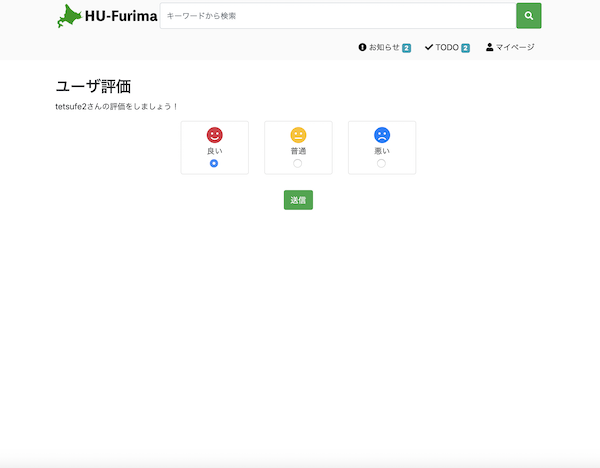 HU-Furima キーワードから検索
お知らせ 2 TODO 2 マイページ
ユーザ評価
tetsufe2さんの評価をしましょう！
良い 普通 悪い
送信